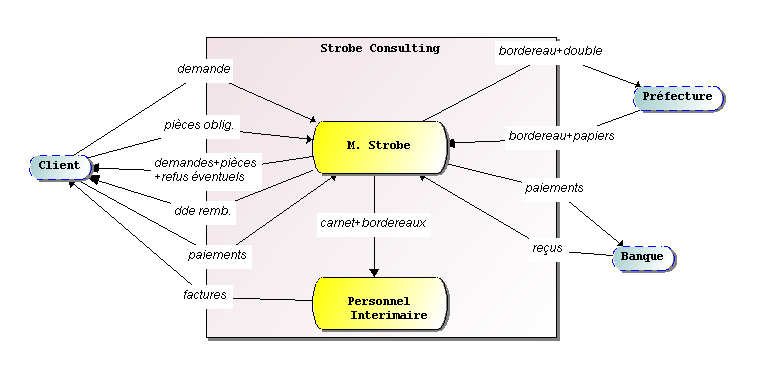 Strobe Consulting
bordereau+double
demande
Préfecture
pièces oblig.
bordereau+papiers
M. Strobe
Client
demandes+pièces
+refus éventuels
paiements
dde remb.
carnet+bordereaux
reçus
paiements
Banque
factures
Personnel
Interimaire